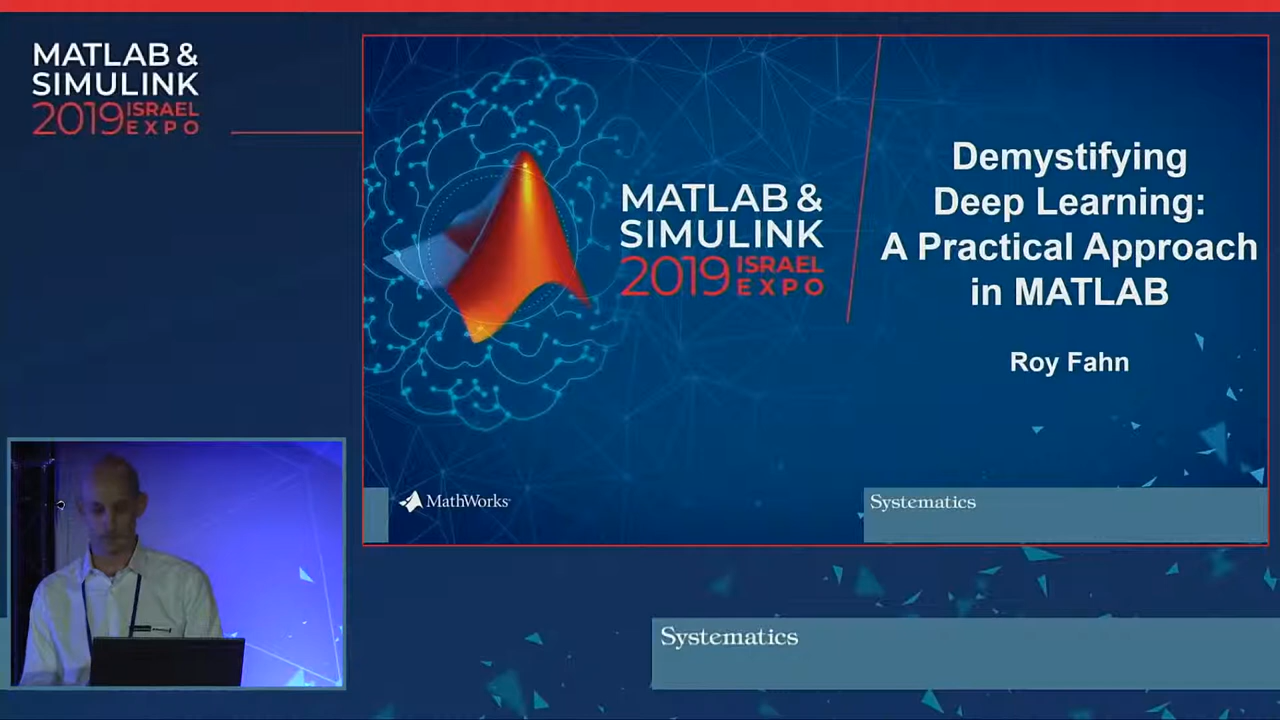 MATLAB &
SIMULINK
2019 ISRAEL
EXPO
MATLAB &
SIMULINK
2019 ISRAEL
EXPO
Demystifying
Deep Learning:
A Practical Approach
in MATLAB
Roy Fahn
MathWorks
Systematics
Systematics